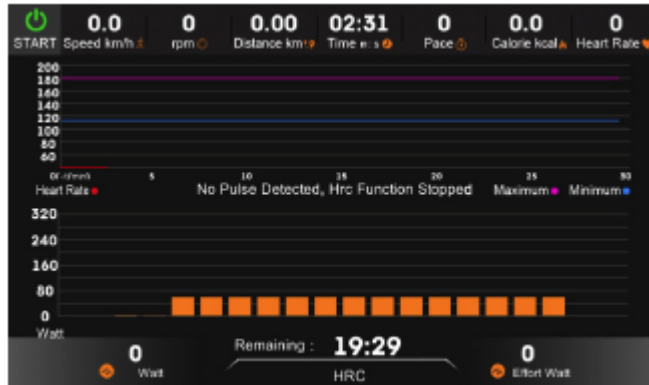 0.0 0 0.00 02:31 0 0.0 0
START Speed km/h rpm Distance km Time m: s Pace Calorie kcal Heart Rate
200
180
160
140
120
100
80
60
5 10 15 20 25 30
Heart Rate No Pulse Detected, Hrc Function Stopped Maximum Minimum
320
240
160
80
0
Watt
0 Remaining : 19:29 0
Watt HRC Effort Watt